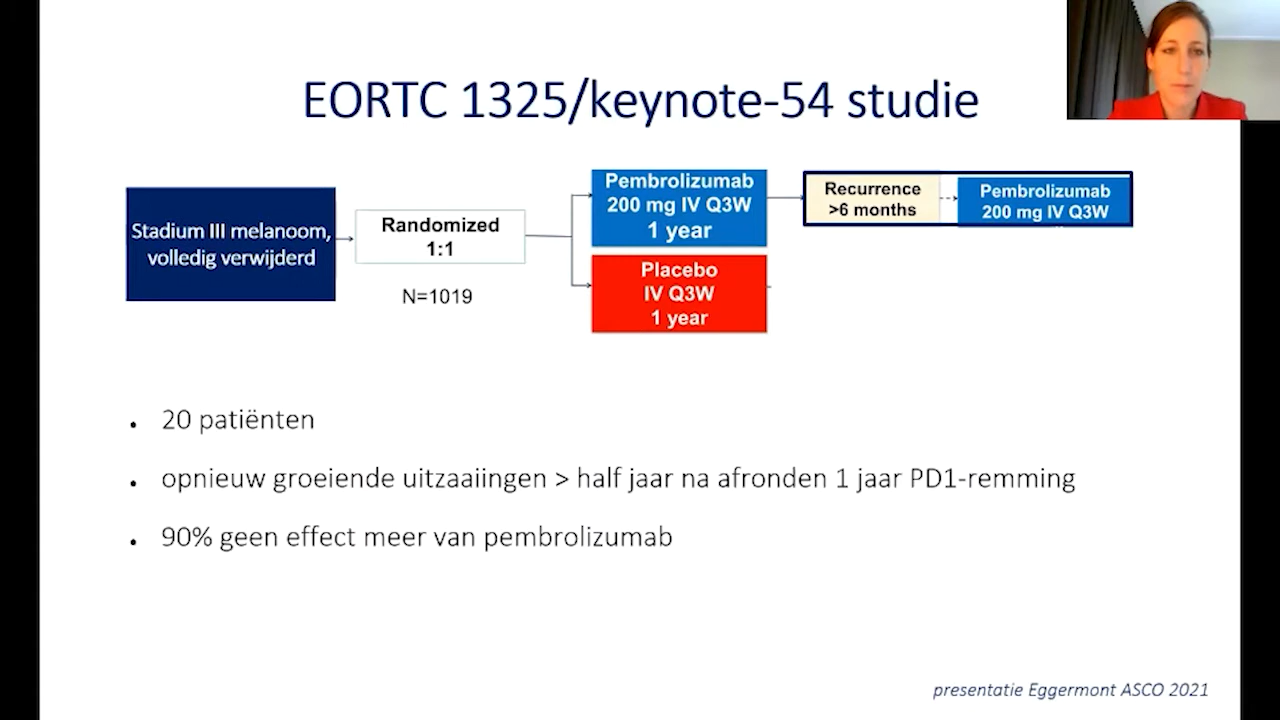 EORTC 1325/keynote-54 studie
Stadium III melanoom,
volledig verwijderd
Randomized
1:1
N=1019
Pembrolizumab
200 mg IV Q3W
1 year
Placebo
IV Q3W
1 year
Recurrence
>6 months
Pembrolizumab
200 mg IV Q3W
• 20 patiënten
• opnieuw groeiende uitzaaiingen > half jaar na afronden 1 jaar PD1-remming
• 90% geen effect meer van pembrolizumab
presentatie Eggermont ASCO 2021